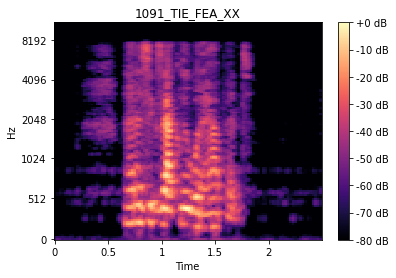 1091_TIE_FEA_XX
8192
4096
2048
1024
512
0
Hz
0
0.5
1
1.5
2
Time
+0 dB
-10 dB
-20 dB
-30 dB
-40 dB
-50 dB
-60 dB
-70 dB
-80 dB